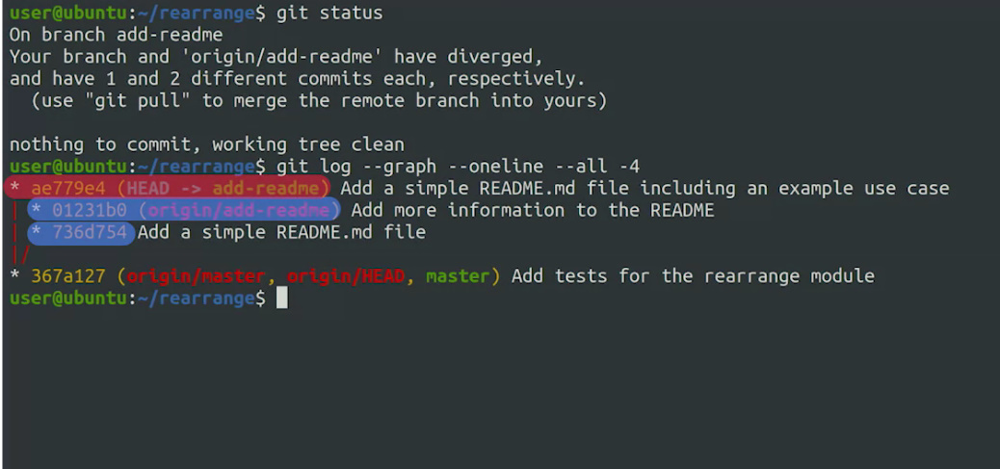 user@ubuntu:~/rearrange$ git status
On branch add-readme
Your branch and 'origin/add-readme' have diverged,
and have 1 and 2 different commits each, respectively.
  (use "git pull" to merge the remote branch into yours)

nothing to commit, working tree clean
user@ubuntu:~/rearrange$ git log --graph --oneline --all -4
* ae779e4 (HEAD -> add-readme) Add a simple README.md file including an example use case
| * 01231b0 (origin/add-readme) Add more information to the README
| * 736d754 Add a simple README.md file
|/
* 367a127 (origin/master, origin/HEAD, master) Add tests for the rearrange module
user@ubuntu:~/rearrange$